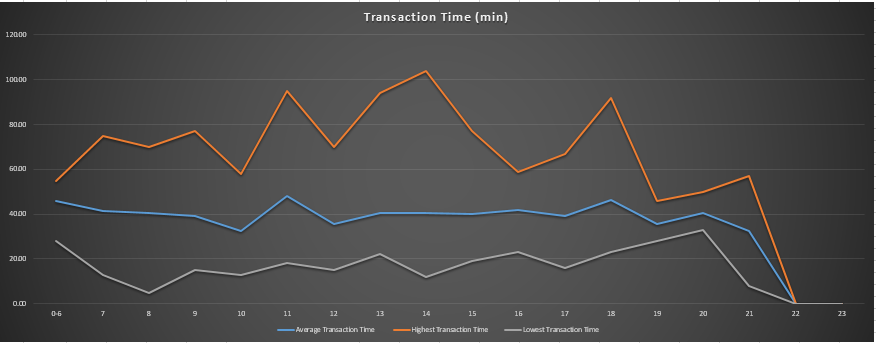 Transaction Time (min)
120.00
100.00
80.00
60.00
40.00
20.00
0.00
0-6 7 8 9 10 11 12 13 14 15 16 17 18 19 20 21 22 23
Average Transaction Time Highest Transaction Time Lowest Transaction Time